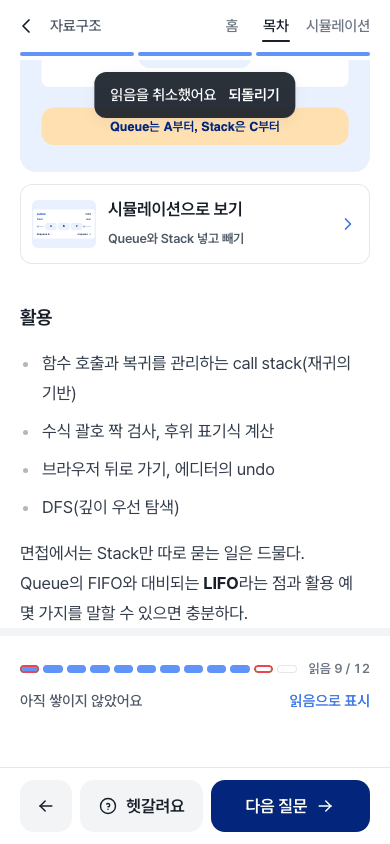 자료구조
홈
목차
시뮬레이션
읽음을 취소했어요 되돌리기
Queue는 A부터, Stack은 C부터
시뮬레이션으로 보기
Queue와 Stack 넣고 빼기
활용
함수 호출과 복귀를 관리하는 call stack(재귀의
기반)
수식 괄호 짝 검사, 후위 표기식 계산
브라우저 뒤로 가기, 에디터의 undo
DFS(깊이 우선 탐색)
면접에서는 Stack만 따로 묻는 일은 드물다.
Queue의 FIFO와 대비되는 LIFO라는 점과 활용 예
몇 가지를 말할 수 있으면 충분하다.
읽음 9 / 12
아직 쌓이지 않았어요
읽음으로 표시
헷갈려요
다음 질문